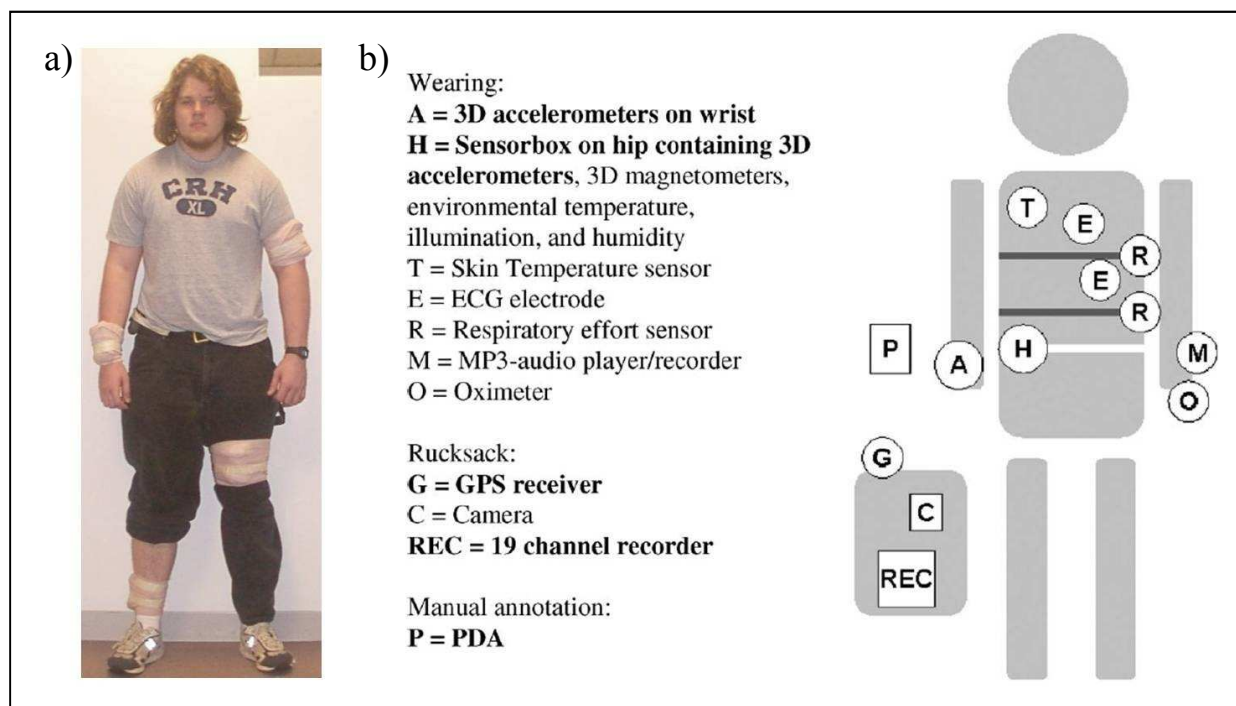 a)
CRH
XL
b)
Wearing:
A = 3D accelerometers on wrist
H = Sensorbox on hip containing 3D
accelerometers, 3D magnetometers,
environmental temperature,
illumination, and humidity
T = Skin Temperature sensor
E = ECG electrode
R = Respiratory effort sensor
M = MP3-audio player/recorder
O = Oximeter
Rucksack:
G = GPS receiver
C = Camera
REC = 19 channel recorder
Manual annotation:
P = PDA
T
E
R
E
R
P
A
H
M
O
G
C
REC